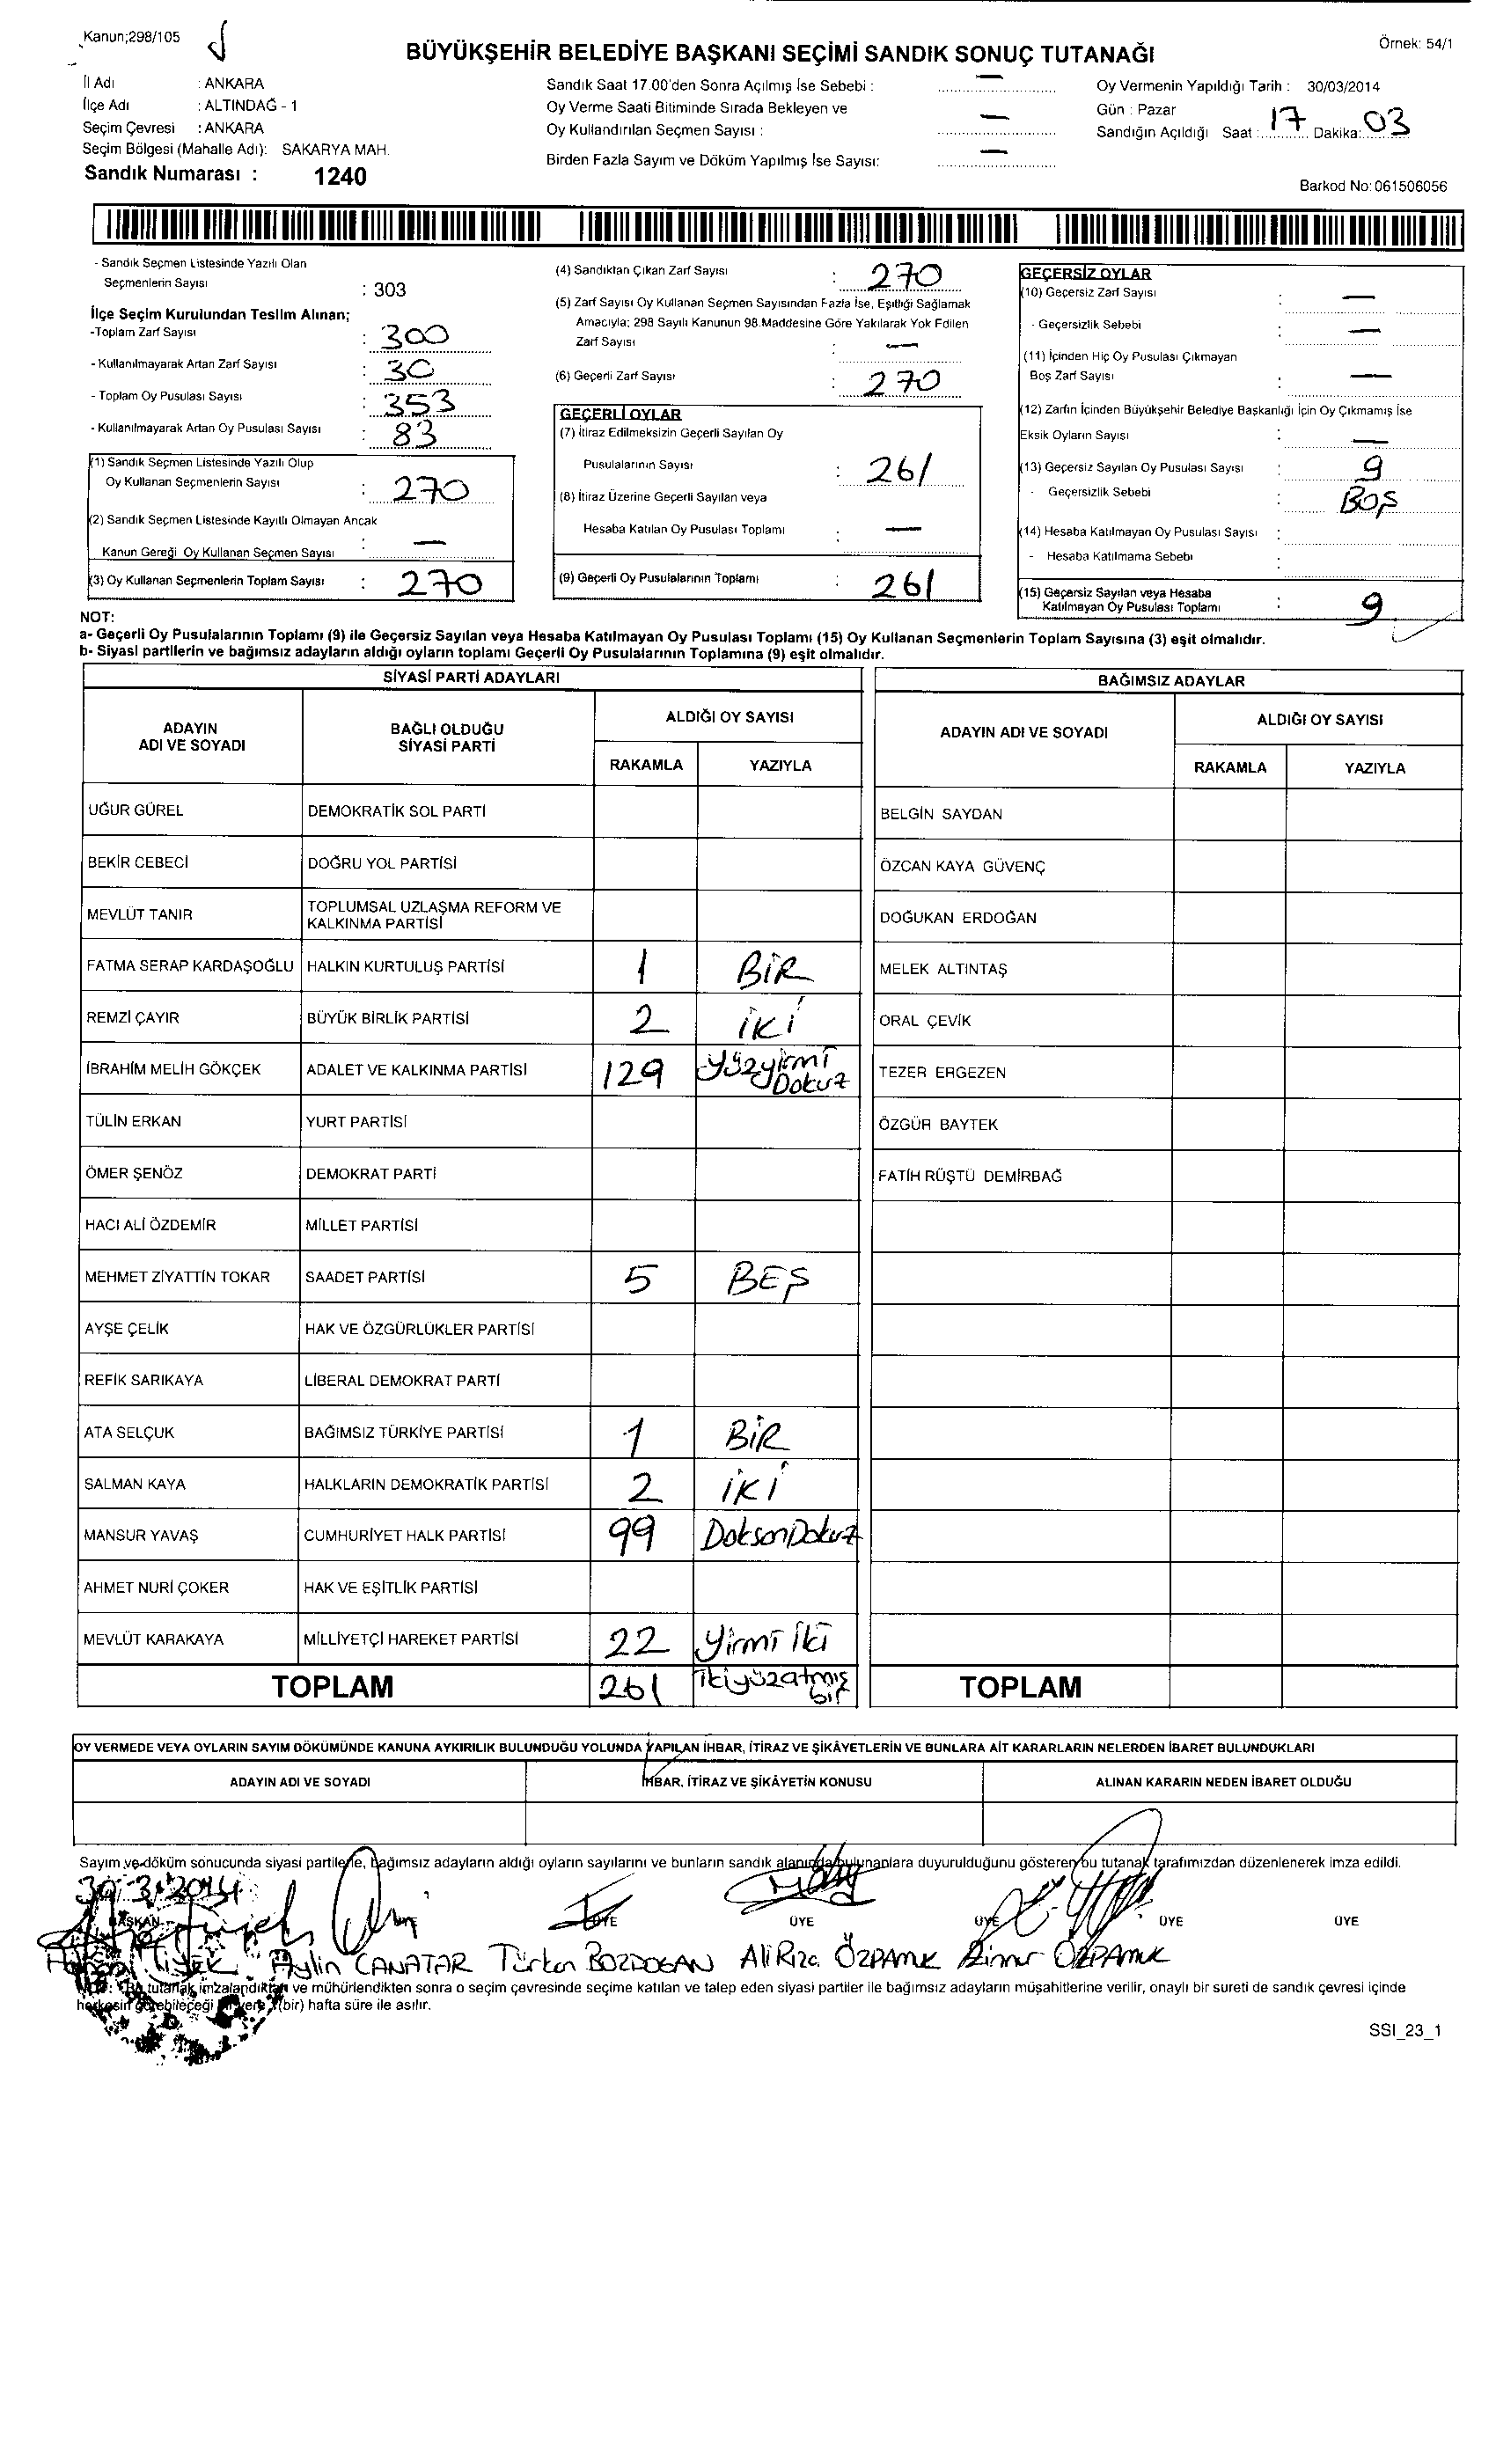 Kanun;298/105
Örnek: 54/1
BÜYÜKŞEHİR BELEDİYE BAŞKANI SEÇİMİ SANDIK SONUÇ TUTANAĞI
İl Adı : ANKARA
İlçe Adı : ALTINDAĞ - 1
Seçim Çevresi : ANKARA
Seçim Bölgesi (Mahalle Adı): SAKARYA MAH.
Sandık Numarası : 1240
Sandık Saat 17.00'den Sonra Açılmış İse Sebebi : —
Oy Verme Saati Bitiminde Sırada Bekleyen ve
Oy Kullandırılan Seçmen Sayısı : —
Birden Fazla Sayım ve Döküm Yapılmış İse Sayısı: —
Oy Vermenin Yapıldığı Tarih : 30/03/2014
Gün : Pazar
Sandığın Açıldığı Saat : 17 Dakika: 03
Barkod No: 061506056
- Sandık Seçmen Listesinde Yazılı Olan
Seçmenlerin Sayısı : 303
İlçe Seçim Kurulundan Teslim Alınan;
-Toplam Zarf Sayısı : 300
- Kullanılmayarak Artan Zarf Sayısı : 30
- Toplam Oy Pusulası Sayısı : 353
- Kullanılmayarak Artan Oy Pusulası Sayısı : 83
(1) Sandık Seçmen Listesinde Yazılı Olup
Oy Kullanan Seçmenlerin Sayısı : 270
(2) Sandık Seçmen Listesinde Kayıtlı Olmayan Ancak
Kanun Gereği Oy Kullanan Seçmen Sayısı : —
(3) Oy Kullanan Seçmenlerin Toplam Sayısı : 270
(4) Sandıktan Çıkan Zarf Sayısı : 270
(5) Zarf Sayısı Oy Kullanan Seçmen Sayısından Fazla İse, Eşitliği Sağlamak
Amacıyla; 298 Sayılı Kanunun 98.Maddesine Göre Yakılarak Yok Edilen
Zarf Sayısı : —
(6) Geçerli Zarf Sayısı : 270
GEÇERLİ OYLAR
(7) İtiraz Edilmeksizin Geçerli Sayılan Oy
Pusulalarının Sayısı : 261
(8) İtiraz Üzerine Geçerli Sayılan veya
Hesaba Katılan Oy Pusulası Toplamı : —
(9) Geçerli Oy Pusulalarının Toplamı : 261
GEÇERSİZ OYLAR
(10) Geçersiz Zarf Sayısı : —
- Geçersizlik Sebebi : —
(11) İçinden Hiç Oy Pusulası Çıkmayan
Boş Zarf Sayısı : —
(12) Zarfın İçinden Büyükşehir Belediye Başkanlığı İçin Oy Çıkmamış İse
Eksik Oyların Sayısı : —
(13) Geçersiz Sayılan Oy Pusulası Sayısı : 9
- Geçersizlik Sebebi : BOŞ
(14) Hesaba Katılmayan Oy Pusulası Sayısı :
- Hesaba Katılmama Sebebi :
(15) Geçersiz Sayılan veya Hesaba
Katılmayan Oy Pusulası Toplamı : 9
NOT:
a- Geçerli Oy Pusulalarının Toplamı (9) ile Geçersiz Sayılan veya Hesaba Katılmayan Oy Pusulası Toplamı (15) Oy Kullanan Seçmenlerin Toplam Sayısına (3) eşit olmalıdır.
b- Siyasi partilerin ve bağımsız adayların aldığı oyların toplamı Geçerli Oy Pusulalarının Toplamına (9) eşit olmalıdır.
SİYASİ PARTİ ADAYLARI
ADAYIN ADI VE SOYADI BAĞLI OLDUĞU SİYASİ PARTİ ALDIĞI OY SAYISI
RAKAMLA YAZIYLA
UĞUR GÜREL DEMOKRATİK SOL PARTİ
BEKİR CEBECİ DOĞRU YOL PARTİSİ
MEVLÜT TANIR TOPLUMSAL UZLAŞMA REFORM VE KALKINMA PARTİSİ
FATMA SERAP KARDAŞOĞLU HALKIN KURTULUŞ PARTİSİ 1 BİR
REMZİ ÇAYIR BÜYÜK BİRLİK PARTİSİ 2 İKİ
İBRAHİM MELİH GÖKÇEK ADALET VE KALKINMA PARTİSİ 129 Yüzyirmi Dokuz
TÜLİN ERKAN YURT PARTİSİ
ÖMER ŞENÖZ DEMOKRAT PARTİ
HACI ALİ ÖZDEMİR MİLLET PARTİSİ
MEHMET ZİYATTİN TOKAR SAADET PARTİSİ 5 BEŞ
AYŞE ÇELİK HAK VE ÖZGÜRLÜKLER PARTİSİ
REFİK SARIKAYA LİBERAL DEMOKRAT PARTİ
ATA SELÇUK BAĞIMSIZ TÜRKİYE PARTİSİ 1 BİR
SALMAN KAYA HALKLARIN DEMOKRATİK PARTİSİ 2 İKİ
MANSUR YAVAŞ CUMHURİYET HALK PARTİSİ 99 DoksanDokuz
AHMET NURİ ÇOKER HAK VE EŞİTLİK PARTİSİ
MEVLÜT KARAKAYA MİLLİYETÇİ HAREKET PARTİSİ 22 Yirmi İki
TOPLAM 261 İkiyüzatmış bir
BAĞIMSIZ ADAYLAR
ADAYIN ADI VE SOYADI ALDIĞI OY SAYISI
RAKAMLA YAZIYLA
BELGİN SAYDAN
ÖZCAN KAYA GÜVENÇ
DOĞUKAN ERDOĞAN
MELEK ALTINTAŞ
ORAL ÇEVİK
TEZER ERGEZEN
ÖZGÜR BAYTEK
FATİH RÜŞTÜ DEMİRBAĞ
TOPLAM
OY VERMEDE VEYA OYLARIN SAYIM DÖKÜMÜNDE KANUNA AYKIRILIK BULUNDUĞU YOLUNDA YAPILAN İHBAR, İTİRAZ VE ŞİKÂYETLERİN VE BUNLARA AİT KARARLARIN NELERDEN İBARET BULUNDUKLARI
ADAYIN ADI VE SOYADI İHBAR, İTİRAZ VE ŞİKÂYETİN KONUSU ALINAN KARARIN NEDEN İBARET OLDUĞU
Sayım ve döküm sonucunda siyasi partilerle, bağımsız adayların aldığı oyların sayılarını ve bunların sandık alanında bulunanlara duyurulduğunu gösteren bu tutanak tarafımızdan düzenlenerek imza edildi.
30.3.2014
BAŞKAN ÜYE ÜYE ÜYE ÜYE ÜYE ÜYE
Aylin CANATAR Türkan BOZDOĞAN Ali Rıza ÖZPAMUK ÖZPAMUK
Bu tutanak, imzalandıktan ve mühürlendikten sonra o seçim çevresinde seçime katılan ve talep eden siyasi partiler ile bağımsız adayların müşahitlerine verilir, onaylı bir sureti de sandık çevresi içinde
herkesin görebileceği bir yere (bir) hafta süre ile asılır.
SSI_23_1